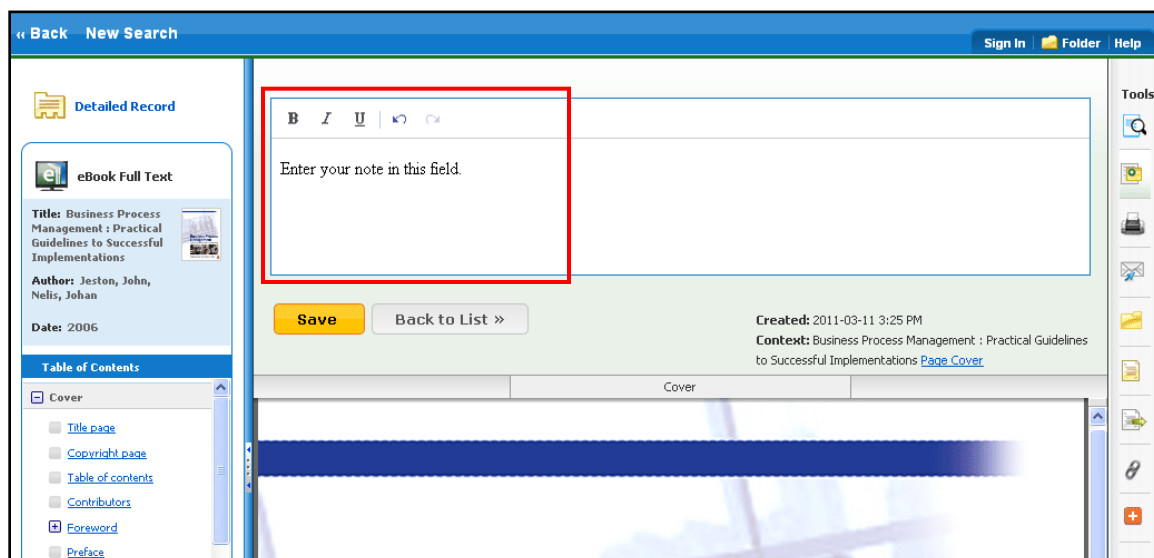 ‹‹ Back New Search
Sign In Folder Help
Detailed Record
eBook Full Text
Title: Business Process
Management : Practical
Guidelines to Successful
Implementations
Author: Jeston, John,
Nelis, Johan
Date: 2006
Table of Contents
Cover
Title page
Copyright page
Table of contents
Contributors
Foreword
Preface
B I U
Enter your note in this field.
Save Back to List »
Created: 2011-03-11 3:25 PM
Context: Business Process Management : Practical Guidelines
to Successful Implementations Page Cover
Cover
Tools